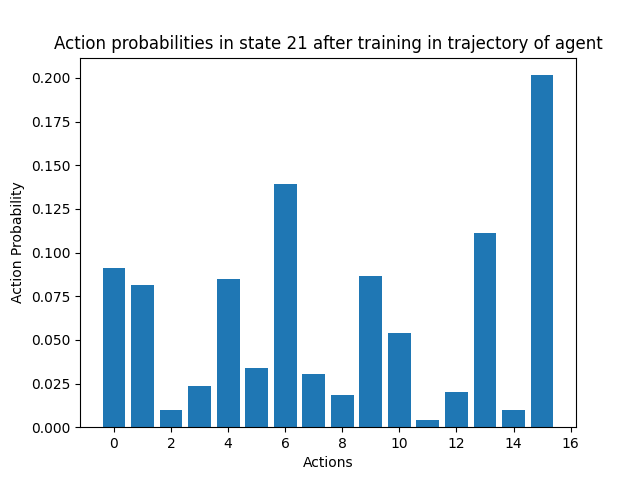 Action probabilities in state 21 after training in trajectory of agent
0.200
0.175
0.150
0.125
0.100
0.075
0.050
0.025
0.000
Action Probability
0 2 4 6 8 10 12 14 16
Actions